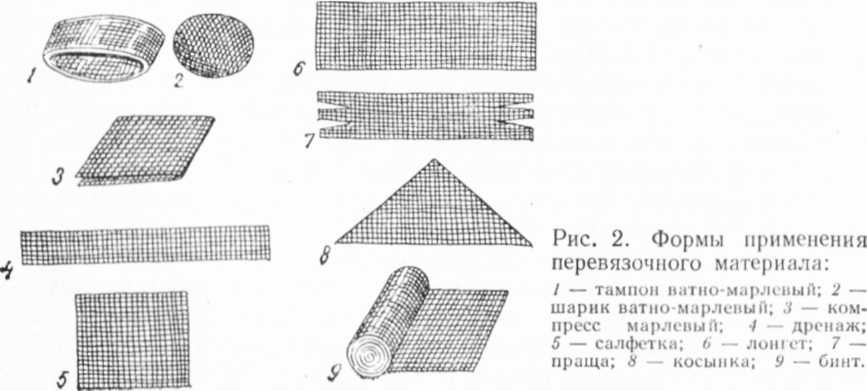 1
2
3
4
5
6
7
8
9
Рис. 2. Формы применения
перевязочного материала:
1 — тампон ватно-марлевый; 2 —
шарик ватно-марлевый; 3 — ком-
пресс марлевый; 4 — дренаж;
5 — салфетка; 6 — лонгет; 7 —
праща; 8 — косынка; 9 — бинт.